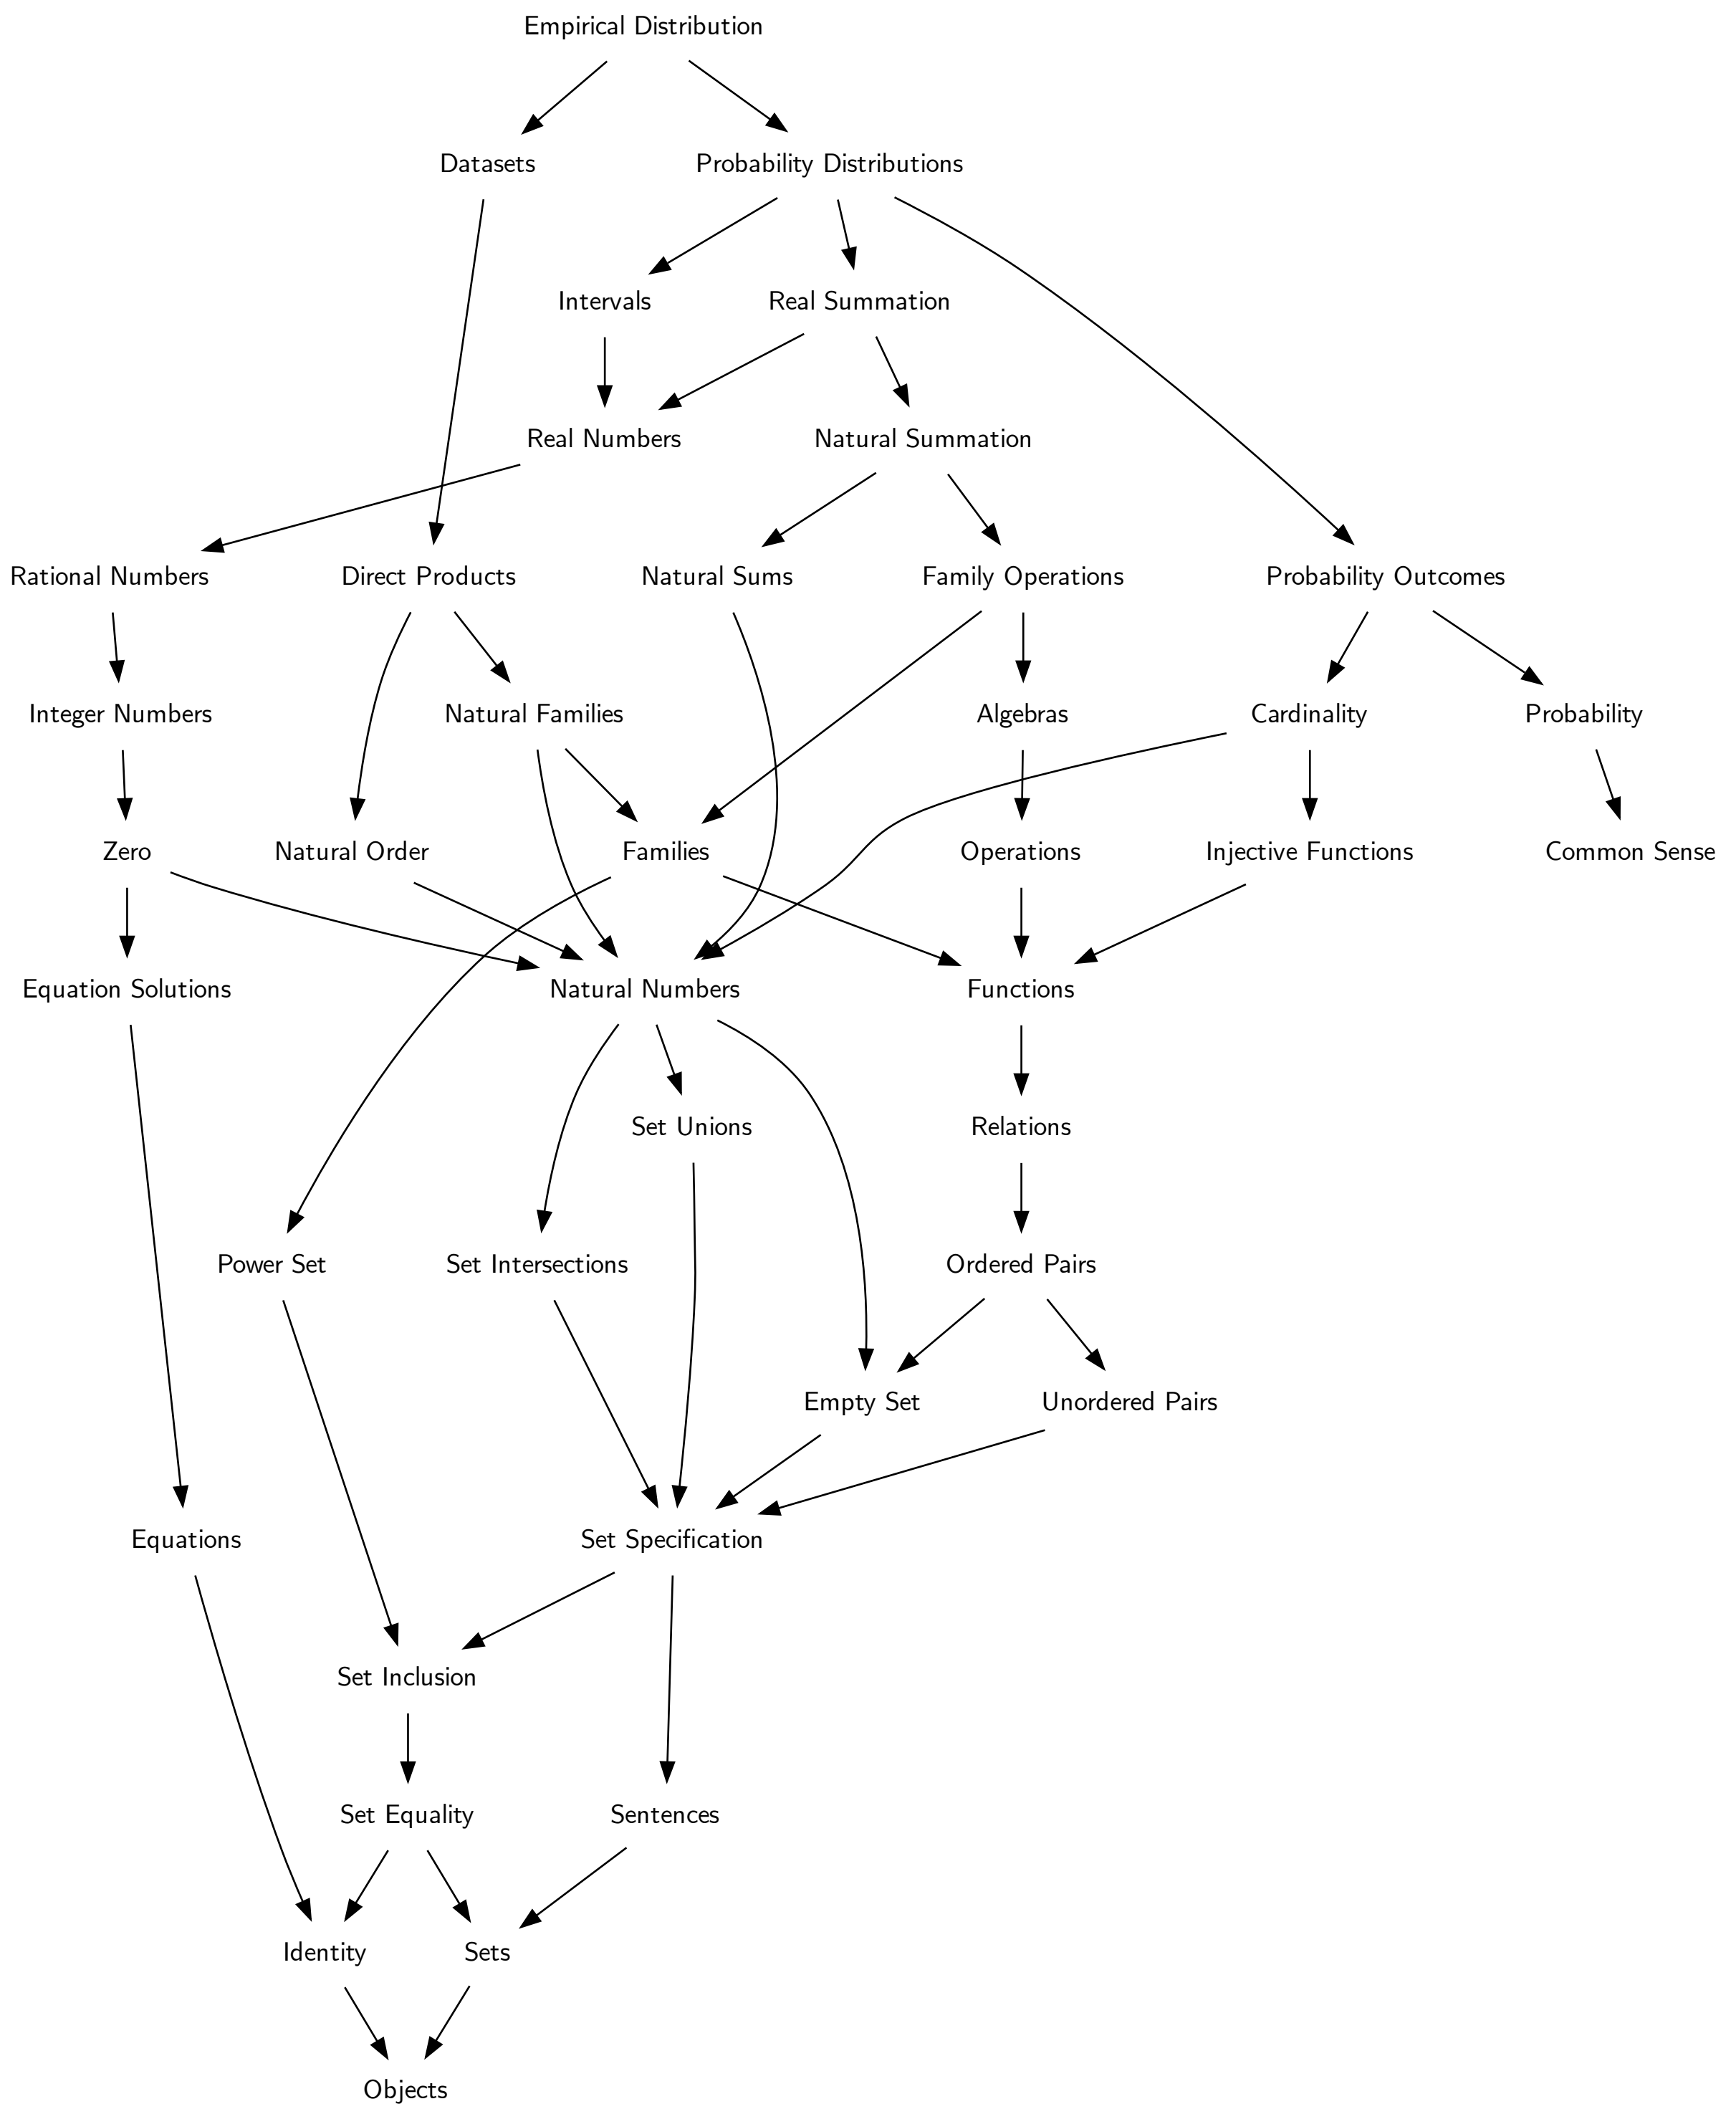 Empirical Distribution
Datasets
Probability Distributions
Intervals
Real Summation
Real Numbers
Natural Summation
Rational Numbers
Direct Products
Natural Sums
Family Operations
Probability Outcomes
Integer Numbers
Natural Families
Algebras
Cardinality
Probability
Zero
Natural Order
Families
Operations
Injective Functions
Common Sense
Equation Solutions
Natural Numbers
Functions
Set Unions
Relations
Power Set
Set Intersections
Ordered Pairs
Empty Set
Unordered Pairs
Equations
Set Specification
Set Inclusion
Set Equality
Sentences
Identity
Sets
Objects